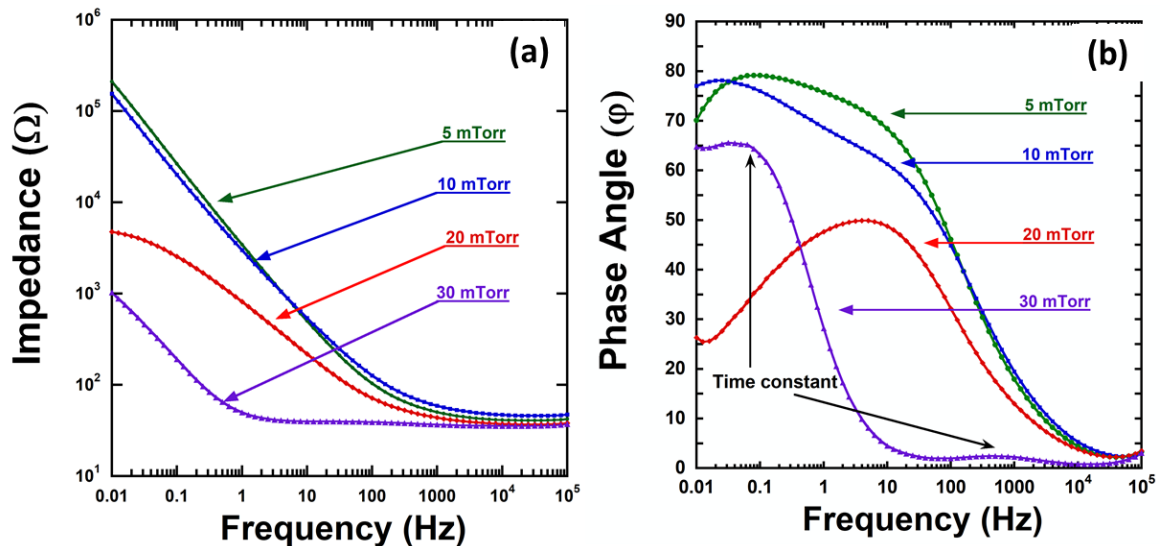 (a)
Impedance (Ω)
10⁶
10⁵
10⁴
10³
10²
10¹
5 mTorr
10 mTorr
20 mTorr
30 mTorr
0.01 0.1 1 10 100 1000 10⁴ 10⁵
Frequency (Hz)
(b)
Phase Angle (φ)
90
80
70
60
50
40
30
20
10
0
5 mTorr
10 mTorr
20 mTorr
30 mTorr
Time constant
0.01 0.1 1 10 100 1000 10⁴ 10⁵
Frequency (Hz)